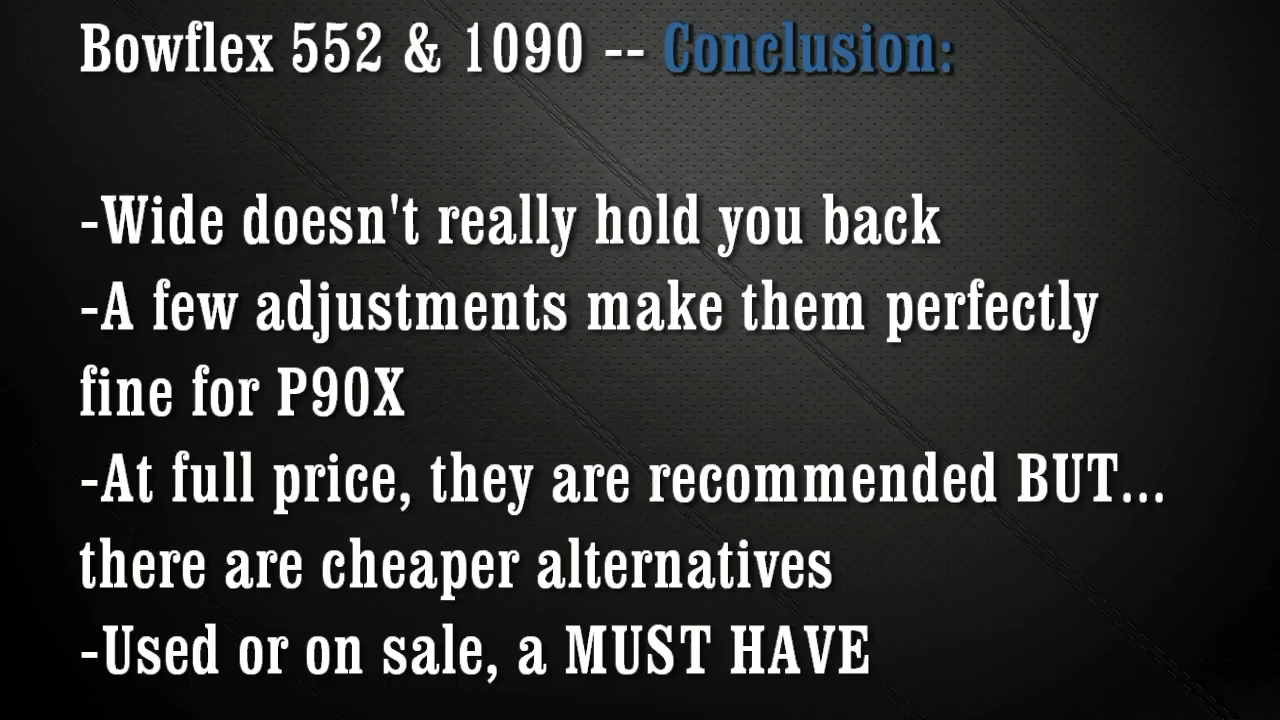 Bowflex 552 & 1090 -- Conclusion:
-Wide doesn't really hold you back
-A few adjustments make them perfectly
fine for P90X
-At full price, they are recommended BUT...
there are cheaper alternatives
-Used or on sale, a MUST HAVE